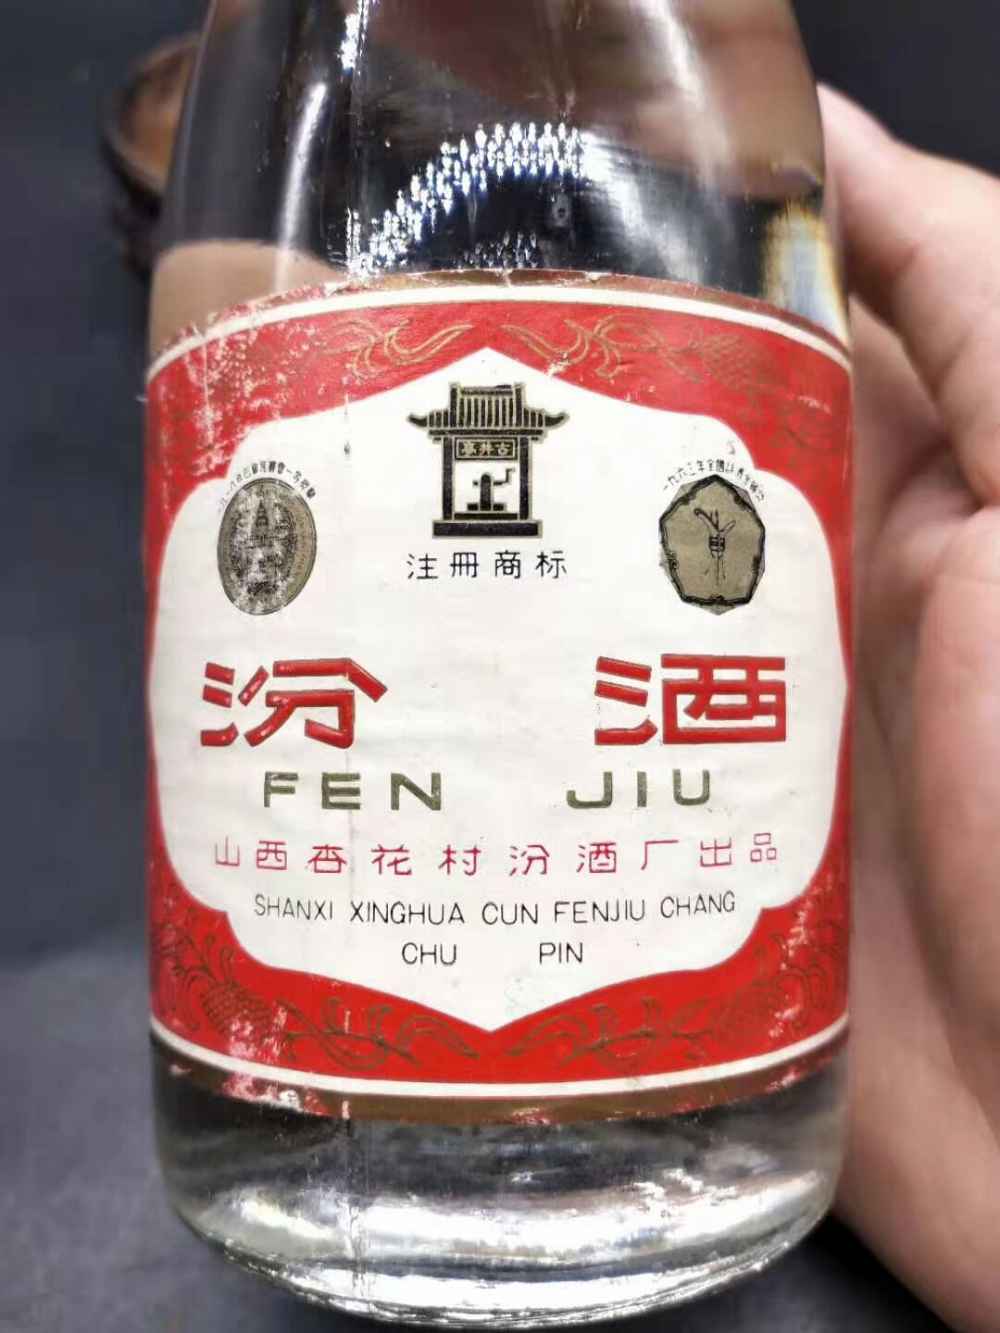 古井亭
注冊商标
汾酒
FEN JIU
山西杏花村汾酒厂出品
SHANXI XINGHUA CUN FENJIU CHANG
CHU PIN